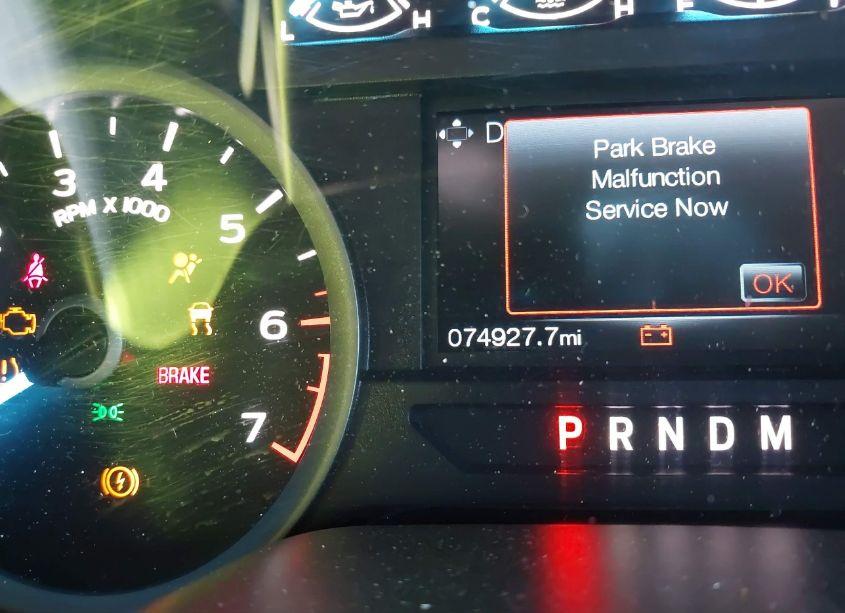 L H C H F
3 4
RPM X 1000
5
D
Park Brake
Malfunction
Service Now
OK
6
074927.7mi
BRAKE
7
P R N D M